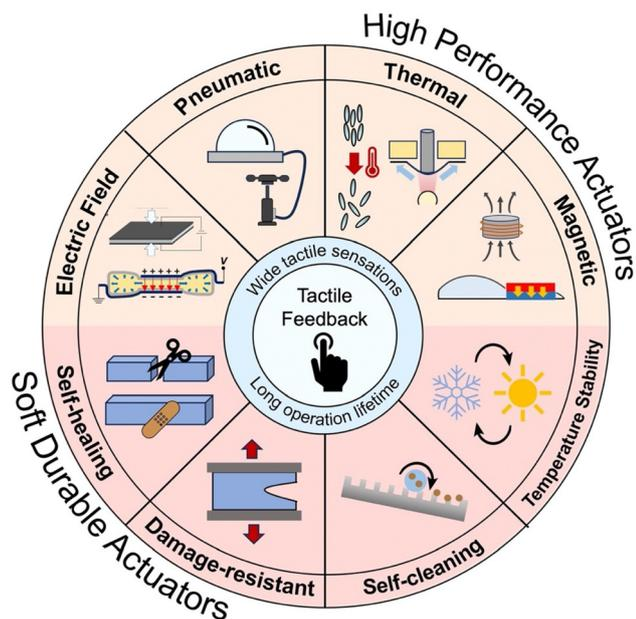 High Performance Actuators
Pneumatic
Thermal
Electric Field
Magnetic
V
Wide tactile sensations
Tactile
Feedback
Long operation lifetime
Self-healing
Temperature Stability
Damage-resistant
Self-cleaning
Soft Durable Actuators